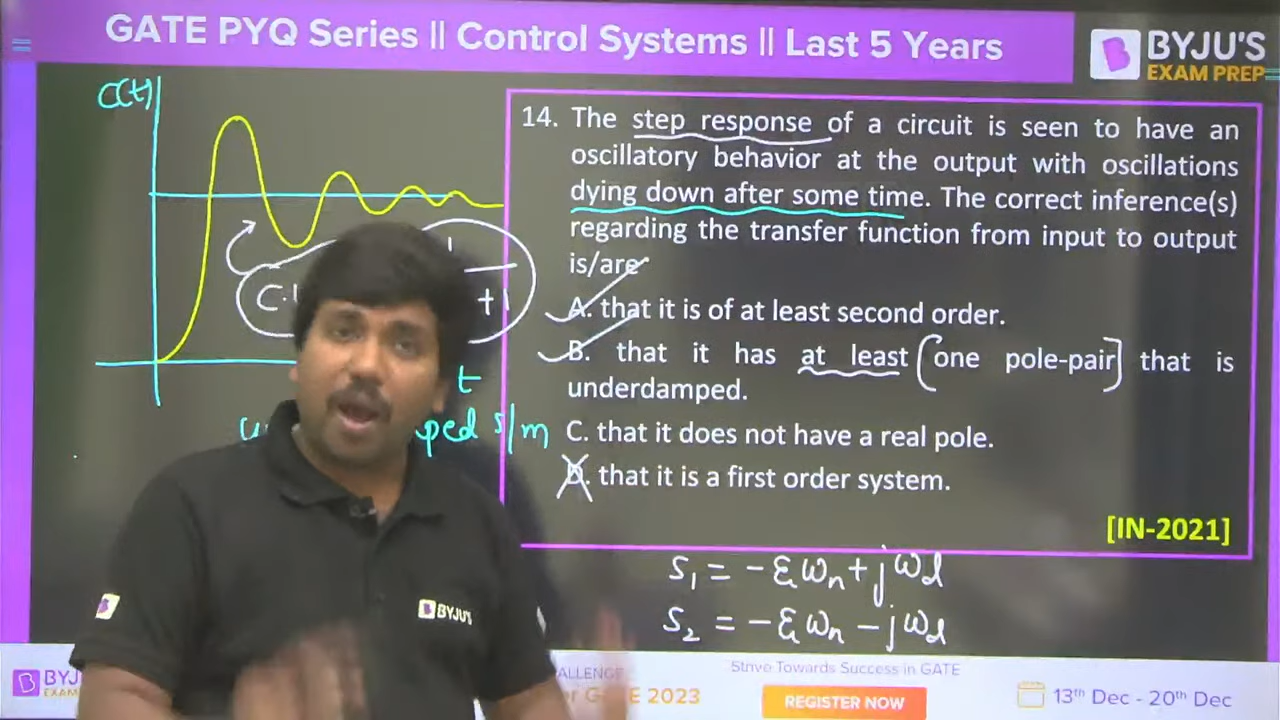 GATE PYQ Series || Control Systems || Last 5 Years
BYJU'S
EXAM PREP
C(t)
14. The step response of a circuit is seen to have an
oscillatory behavior at the output with oscillations
dying down after some time. The correct inference(s)
regarding the transfer function from input to output
is/are
A. that it is of at least second order.
B. that it has at least (one pole-pair] that is
underdamped.
C. that it does not have a real pole.
D. that it is a first order system.
[IN-2021]
+1
t
ped s/m
S₁ = -ξωn + jωd
S₂ = -ξωn - jωd
BYJU'S
Strive Towards Success in GATE
GATE 2023
REGISTER NOW
13th Dec - 20th Dec